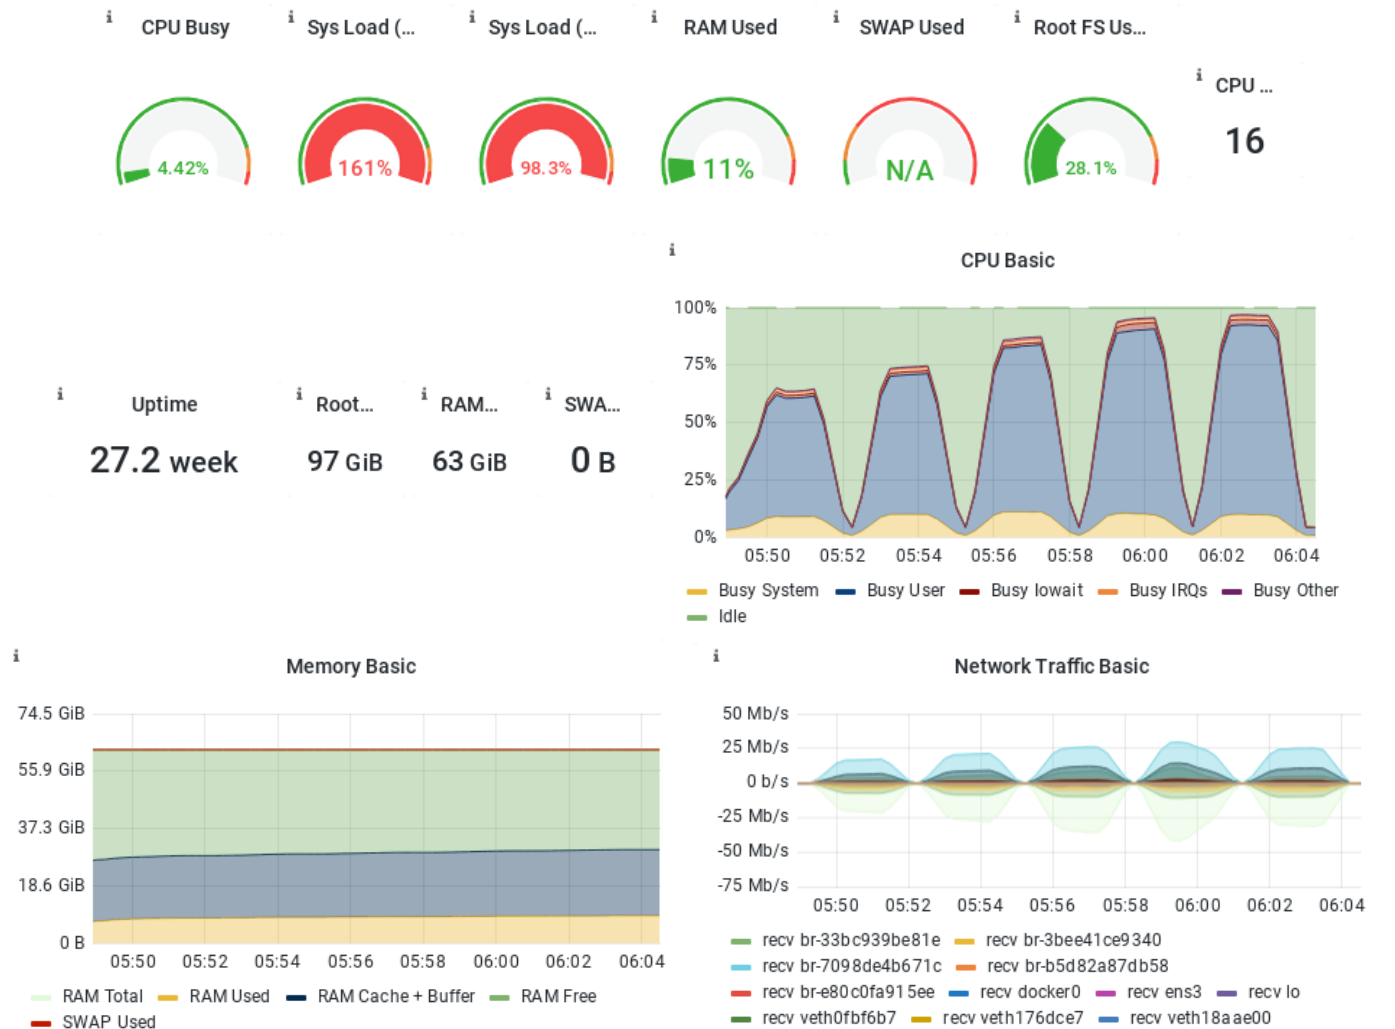 CPU Busy
Sys Load (...
Sys Load (...
RAM Used
SWAP Used
Root FS Us...
CPU ...
4.42%
161%
98.3%
11%
N/A
28.1%
16
Uptime
Root...
RAM...
SWA...
27.2 week
97 GiB
63 GiB
0 B
CPU Basic
100%
75%
50%
25%
0%
05:50 05:52 05:54 05:56 05:58 06:00 06:02 06:04
Busy System Busy User Busy Iowait Busy IRQs Busy Other
Idle
Memory Basic
74.5 GiB
55.9 GiB
37.3 GiB
18.6 GiB
0 B
05:50 05:52 05:54 05:56 05:58 06:00 06:02 06:04
RAM Total RAM Used RAM Cache + Buffer RAM Free
SWAP Used
Network Traffic Basic
50 Mb/s
25 Mb/s
0 b/s
-25 Mb/s
-50 Mb/s
-75 Mb/s
05:50 05:52 05:54 05:56 05:58 06:00 06:02 06:04
recv br-33bc939be81e recv br-3bee41ce9340
recv br-7098de4b671c recv br-b5d82a87db58
recv br-e80c0fa915ee recv docker0 recv ens3 recv lo
recv veth0fbf6b7 recv veth176dce7 recv veth18aae00